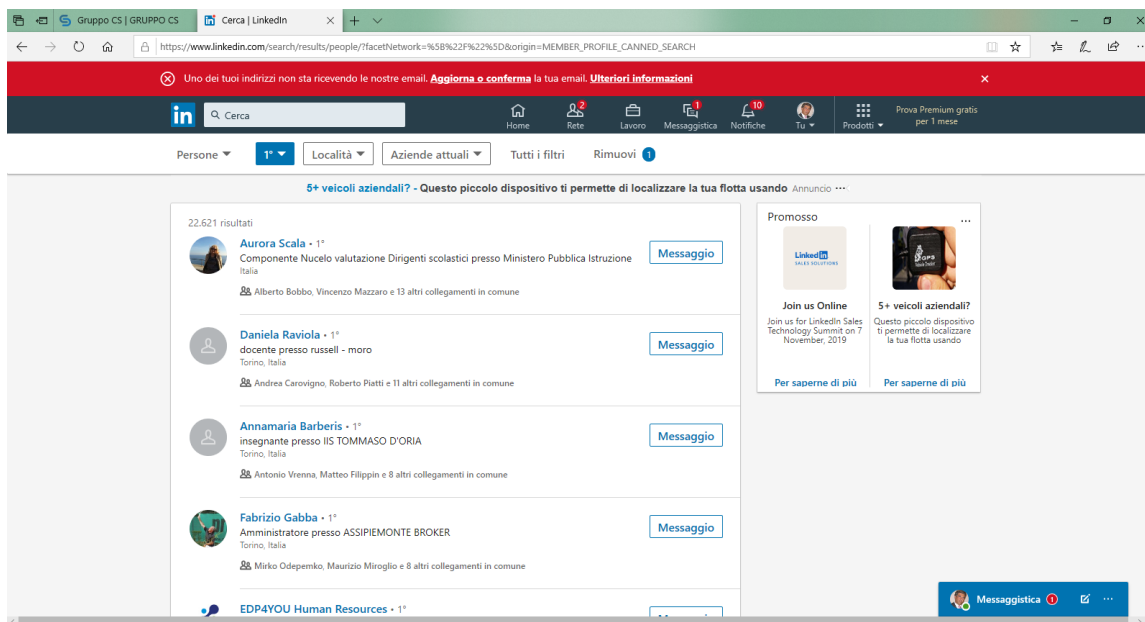 Gruppo CS | GRUPPO CS
Cerca | LinkedIn
https://www.linkedin.com/search/results/people/?facetNetwork=%5B%22F%22%5D&origin=MEMBER_PROFILE_CANNED_SEARCH
Uno dei tuoi indirizzi non sta ricevendo le nostre email. Aggiorna o conferma la tua email. Ulteriori informazioni
in
Cerca
Home
2
Rete
Lavoro
1
Messaggistica
10
Notifiche
Tu
Prodotti
Prova Premium gratis
per 1 mese
Persone
1°
Località
Aziende attuali
Tutti i filtri
Rimuovi 1
5+ veicoli aziendali? - Questo piccolo dispositivo ti permette di localizzare la tua flotta usando Annuncio ···
22.621 risultati
Aurora Scala • 1°
Componente Nucelo valutazione Dirigenti scolastici presso Ministero Pubblica Istruzione
Italia
Alberto Bobbo, Vincenzo Mazzaro e 13 altri collegamenti in comune
Messaggio
Daniela Raviola • 1°
docente presso russell - moro
Torino, Italia
Andrea Carovigno, Roberto Piatti e 11 altri collegamenti in comune
Messaggio
Annamaria Barberis • 1°
insegnante presso IIS TOMMASO D'ORIA
Torino, Italia
Antonio Vrenna, Matteo Filippin e 8 altri collegamenti in comune
Messaggio
Fabrizio Gabba • 1°
Amministratore presso ASSIPIEMONTE BROKER
Torino, Italia
Mirko Odepemko, Maurizio Miroglio e 8 altri collegamenti in comune
Messaggio
EDP4YOU Human Resources • 1°
Promosso
Linked in
SALES SOLUTIONS
Join us Online
Join us for LinkedIn Sales
Technology Summit on 7
November, 2019
Per saperne di più
GPS
5+ veicoli aziendali?
Questo piccolo dispositivo
ti permette di localizzare
la tua flotta usando
Per saperne di più
Messaggistica 1